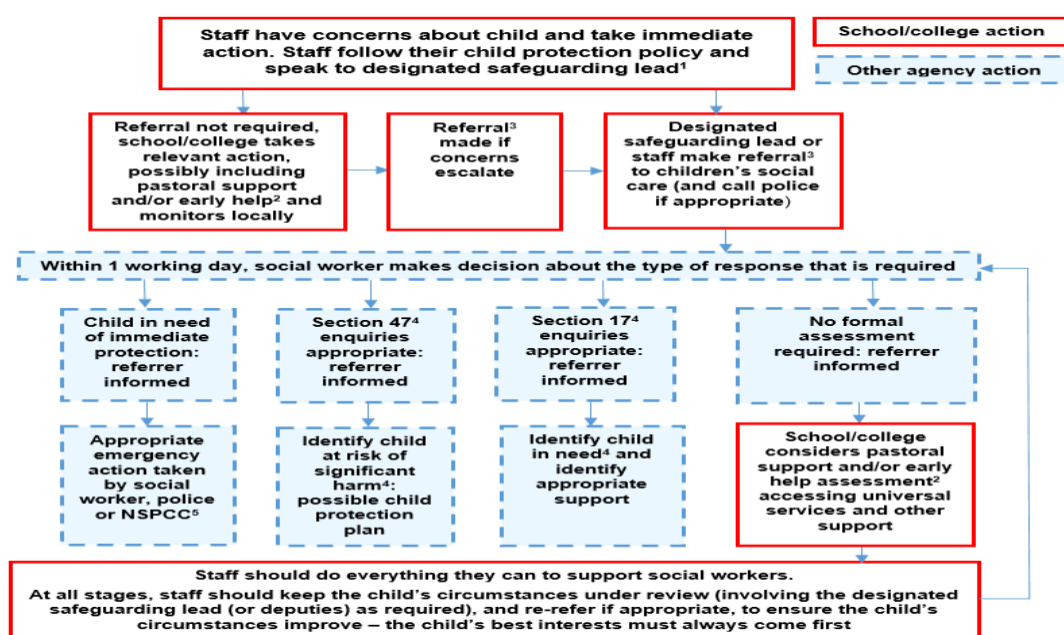 Staff have concerns about child and take immediate
action. Staff follow their child protection policy and
speak to designated safeguarding lead¹
School/college action
Other agency action
Referral not required,
school/college takes
relevant action,
possibly including
pastoral support
and/or early help² and
monitors locally
Referral³
made if
concerns
escalate
Designated
safeguarding lead or
staff make referral³
to children's social
care (and call police
if appropriate)
Within 1 working day, social worker makes decision about the type of response that is required
Child in need
of immediate
protection:
referrer
informed
Section 47⁴
enquiries
appropriate:
referrer
informed
Section 17⁴
enquiries
appropriate:
referrer
informed
No formal
assessment
required: referrer
informed
Appropriate
emergency
action taken
by social
worker, police
or NSPCC⁵
Identify child
at risk of
significant
harm⁴:
possible child
protection
plan
Identify child
in need⁴ and
identify
appropriate
support
School/college
considers pastoral
support and/or early
help assessment²
accessing universal
services and other
support
Staff should do everything they can to support social workers.
At all stages, staff should keep the child's circumstances under review (involving the designated
safeguarding lead (or deputies) as required), and re-refer if appropriate, to ensure the child's
circumstances improve – the child's best interests must always come first